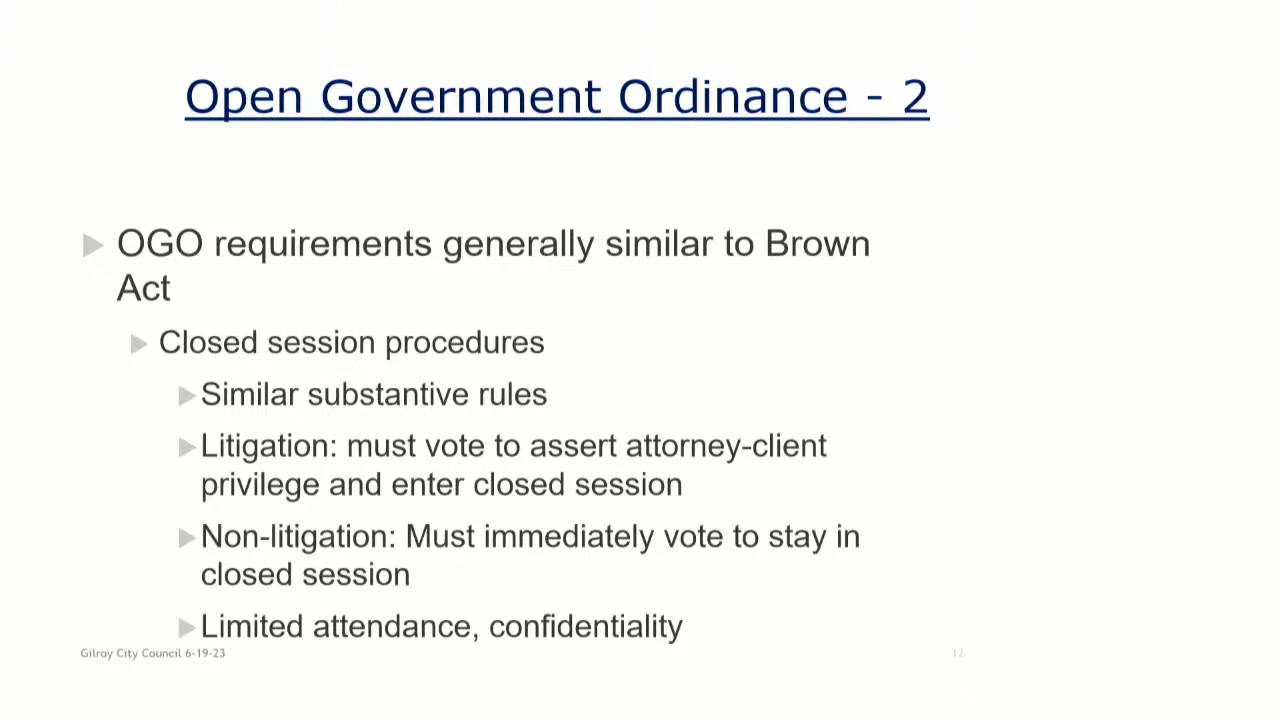 Open Government Ordinance - 2
OGO requirements generally similar to Brown
Act
Closed session procedures
Similar substantive rules
Litigation: must vote to assert attorney-client
privilege and enter closed session
Non-litigation: Must immediately vote to stay in
closed session
Limited attendance, confidentiality
Gilroy City Council 6-19-23
12